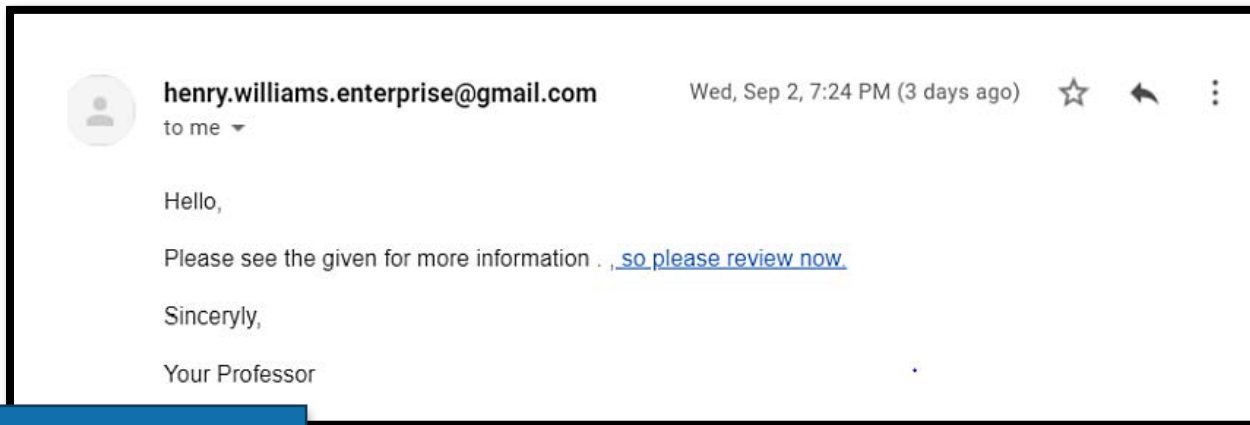 henry.williams.enterprise@gmail.com Wed, Sep 2, 7:24 PM (3 days ago)
to me
Hello,
Please see the given for more information . , so please review now.
Sinceryly,
Your Professor